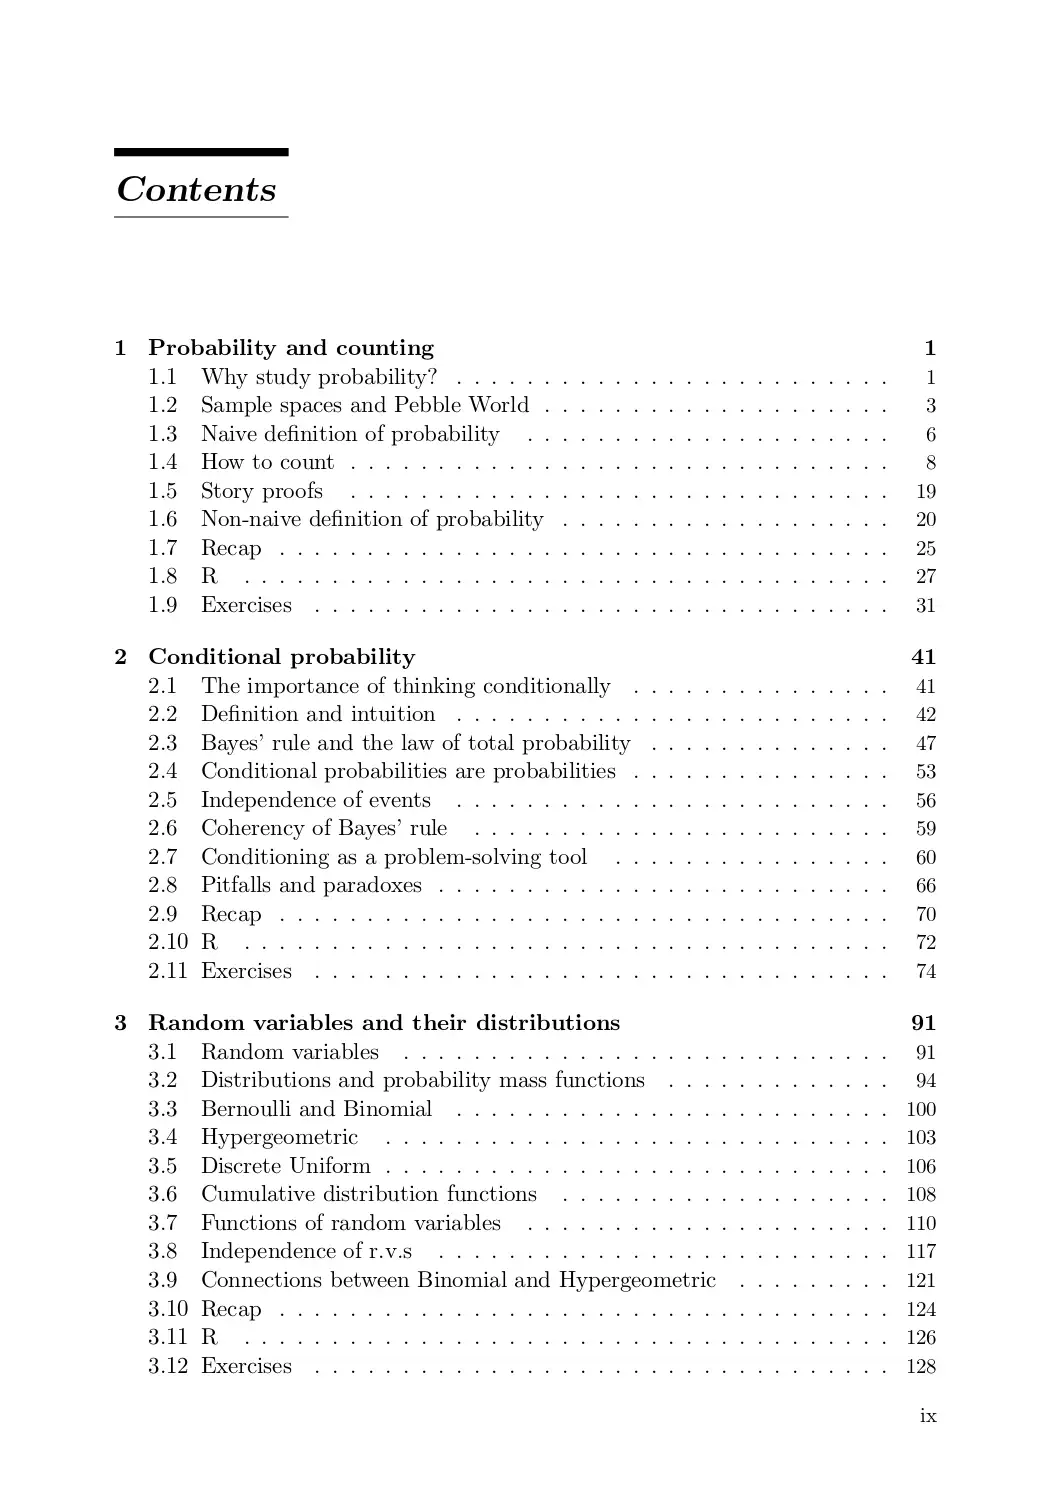 Contents
1 Probability and counting 1
1.1 Why study probability? . . . . . . . . . . . . . . . . . . . . . . . . . 1
1.2 Sample spaces and Pebble World . . . . . . . . . . . . . . . . . . . . 3
1.3 Naive definition of probability . . . . . . . . . . . . . . . . . . . . . 6
1.4 How to count . . . . . . . . . . . . . . . . . . . . . . . . . . . . . . . 8
1.5 Story proofs . . . . . . . . . . . . . . . . . . . . . . . . . . . . . . . 19
1.6 Non-naive definition of probability . . . . . . . . . . . . . . . . . . . 20
1.7 Recap . . . . . . . . . . . . . . . . . . . . . . . . . . . . . . . . . . . 25
1.8 R . . . . . . . . . . . . . . . . . . . . . . . . . . . . . . . . . . . . . 27
1.9 Exercises . . . . . . . . . . . . . . . . . . . . . . . . . . . . . . . . . 31
2 Conditional probability 41
2.1 The importance of thinking conditionally . . . . . . . . . . . . . . . 41
2.2 Definition and intuition . . . . . . . . . . . . . . . . . . . . . . . . . 42
2.3 Bayes' rule and the law of total probability . . . . . . . . . . . . . . 47
2.4 Conditional probabilities are probabilities . . . . . . . . . . . . . . . 53
2.5 Independence of events . . . . . . . . . . . . . . . . . . . . . . . . . 56
2.6 Coherency of Bayes' rule . . . . . . . . . . . . . . . . . . . . . . . . 59
2.7 Conditioning as a problem-solving tool . . . . . . . . . . . . . . . . 60
2.8 Pitfalls and paradoxes . . . . . . . . . . . . . . . . . . . . . . . . . . 66
2.9 Recap . . . . . . . . . . . . . . . . . . . . . . . . . . . . . . . . . . . 70
2.10 R . . . . . . . . . . . . . . . . . . . . . . . . . . . . . . . . . . . . . 72
2.11 Exercises . . . . . . . . . . . . . . . . . . . . . . . . . . . . . . . . . 74
3 Random variables and their distributions 91
3.1 Random variables . . . . . . . . . . . . . . . . . . . . . . . . . . . . 91
3.2 Distributions and probability mass functions . . . . . . . . . . . . . 94
3.3 Bernoulli and Binomial . . . . . . . . . . . . . . . . . . . . . . . . . 100
3.4 Hypergeometric . . . . . . . . . . . . . . . . . . . . . . . . . . . . . 103
3.5 Discrete Uniform . . . . . . . . . . . . . . . . . . . . . . . . . . . . . 106
3.6 Cumulative distribution functions . . . . . . . . . . . . . . . . . . . 108
3.7 Functions of random variables . . . . . . . . . . . . . . . . . . . . . 110
3.8 Independence of r.v.s . . . . . . . . . . . . . . . . . . . . . . . . . . 117
3.9 Connections between Binomial and Hypergeometric . . . . . . . . . 121
3.10 Recap . . . . . . . . . . . . . . . . . . . . . . . . . . . . . . . . . . . 124
3.11 R . . . . . . . . . . . . . . . . . . . . . . . . . . . . . . . . . . . . . 126
3.12 Exercises . . . . . . . . . . . . . . . . . . . . . . . . . . . . . . . . . 128
ix